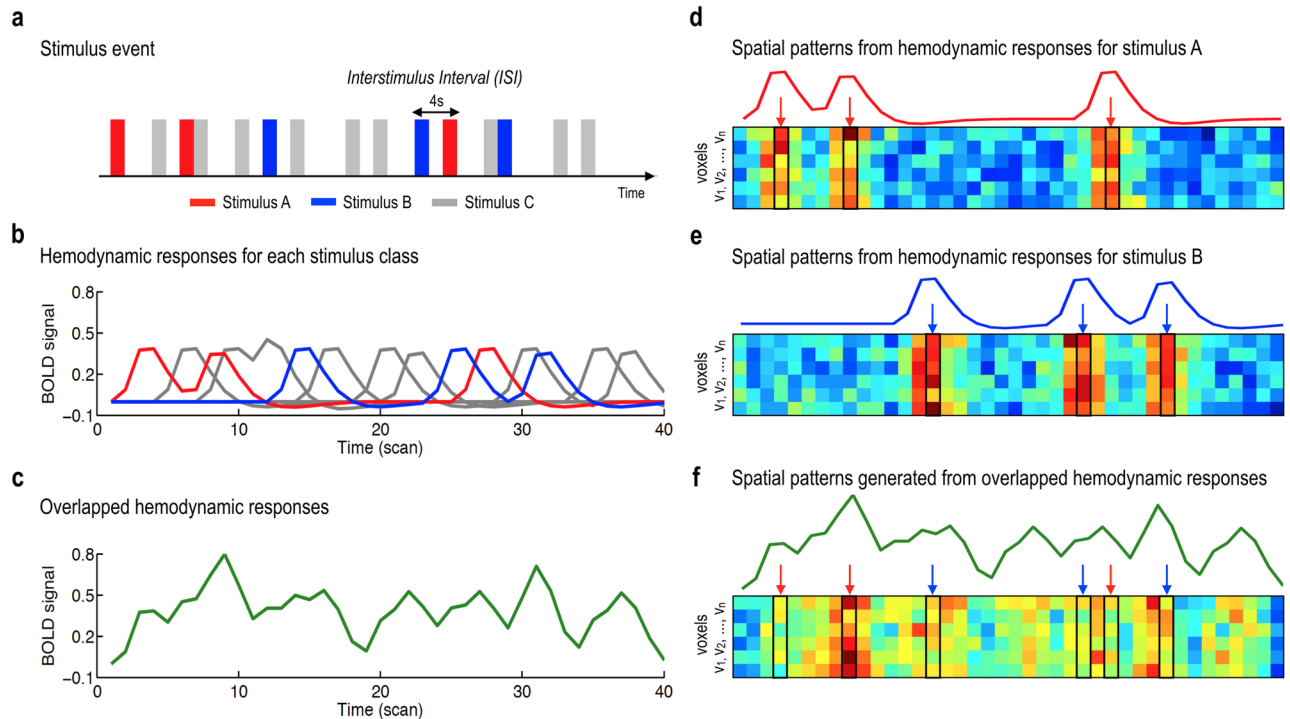 a
Stimulus event
Interstimulus Interval (ISI)
4s
Time
Stimulus A
Stimulus B
Stimulus C
b
Hemodynamic responses for each stimulus class
BOLD signal
0.8
0.5
0.2
−0.1
0 10 20 30 40
Time (scan)
c
Overlapped hemodynamic responses
BOLD signal
0.8
0.5
0.2
−0.1
0 10 20 30 40
Time (scan)
d
Spatial patterns from hemodynamic responses for stimulus A
voxels
v1, v2, ..., vn
e
Spatial patterns from hemodynamic responses for stimulus B
voxels
v1, v2, ..., vn
f
Spatial patterns generated from overlapped hemodynamic responses
voxels
v1, v2, ..., vn